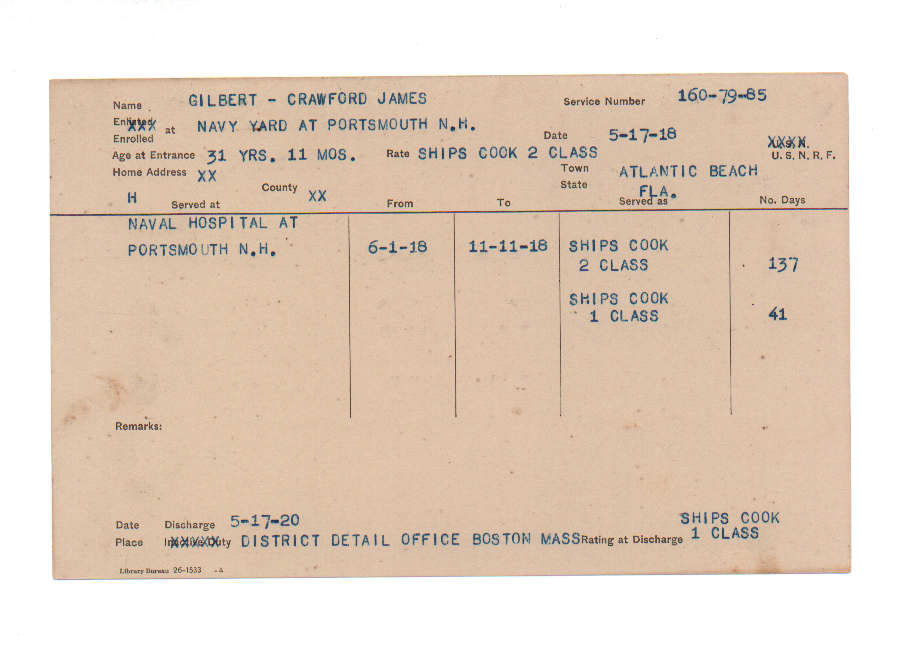 Name GILBERT - CRAWFORD JAMES Service Number 160-79-85
Enlisted XXX
Enrolled at NAVY YARD AT PORTSMOUTH N.H. Date 5-17-18 XXXX
Age at Entrance 31 YRS. 11 MOS. Rate SHIPS COOK 2 CLASS U. S. N. R. F.
Home Address XX County XX Town ATLANTIC BEACH
State FLA.
H Served at From To Served as No. Days
NAVAL HOSPITAL AT
PORTSMOUTH N.H. 6-1-18 11-11-18 SHIPS COOK
2 CLASS 137
SHIPS COOK
1 CLASS 41
Remarks:
Date Discharge 5-17-20 SHIPS COOK
Place Inactive Duty XXXXX DISTRICT DETAIL OFFICE BOSTON MASS Rating at Discharge 1 CLASS
Library Bureau 26-1533